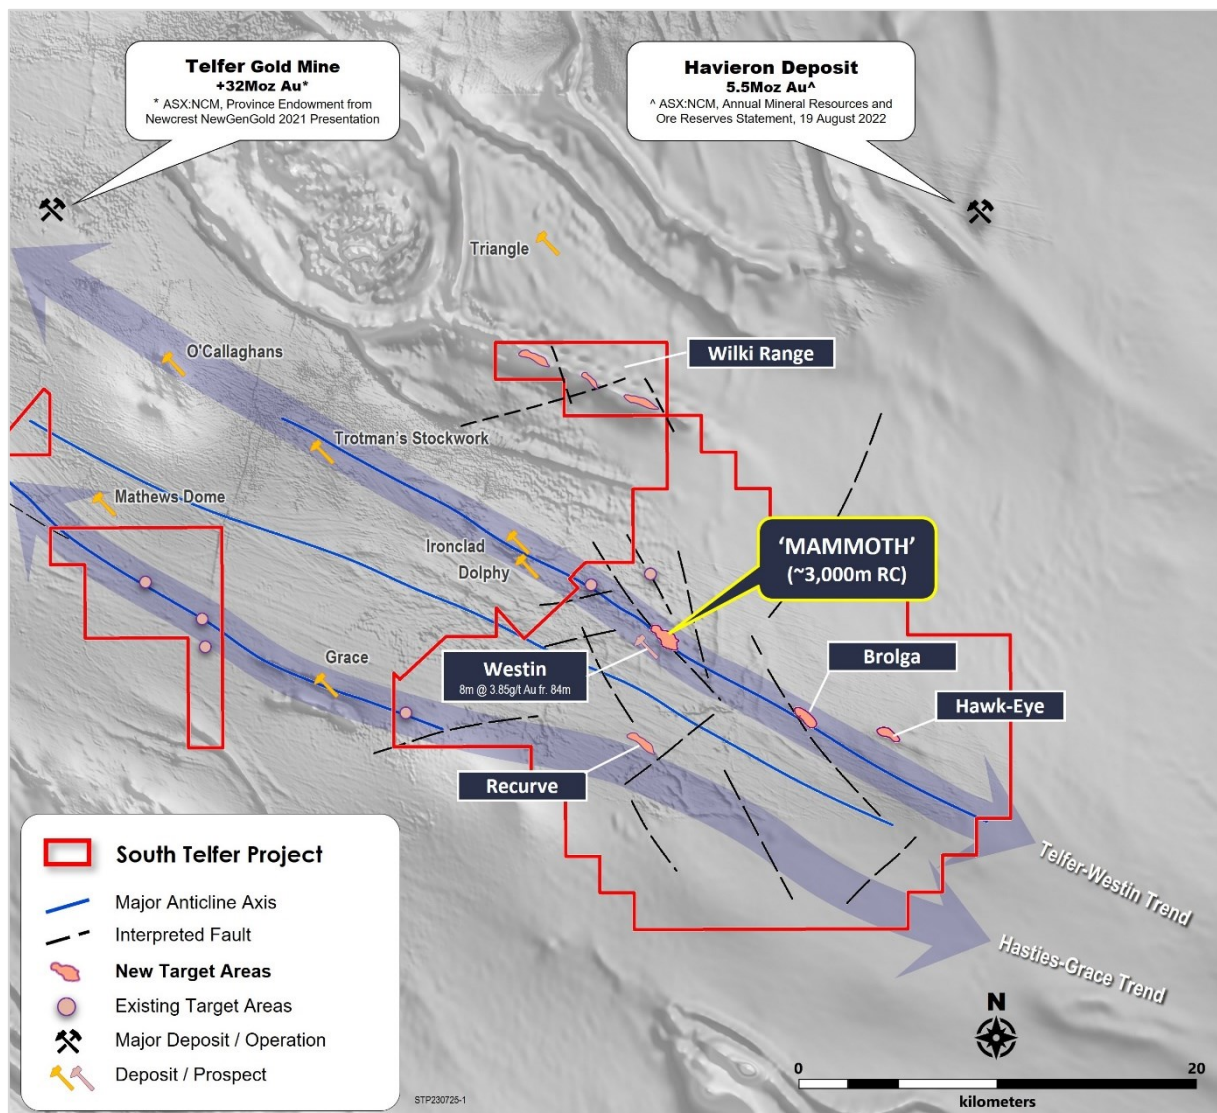 Telfer Gold Mine
+32Moz Au*
* ASX:NCM, Province Endowment from
Newcrest NewGenGold 2021 Presentation
Havieron Deposit
5.5Moz Au^
^ ASX:NCM, Annual Mineral Resources and
Ore Reserves Statement, 19 August 2022
Triangle
O'Callaghans
Wilki Range
Trotman's Stockwork
Mathews Dome
Ironclad
Dolphy
'MAMMOTH'
(~3,000m RC)
Grace
Westin
8m @ 3.85g/t Au fr. 84m
Brolga
Hawk-Eye
Recurve
Telfer-Westin Trend
Hasties-Grace Trend
South Telfer Project
Major Anticline Axis
Interpreted Fault
New Target Areas
Existing Target Areas
Major Deposit / Operation
Deposit / Prospect
STP230725-1
N
0
20
kilometers